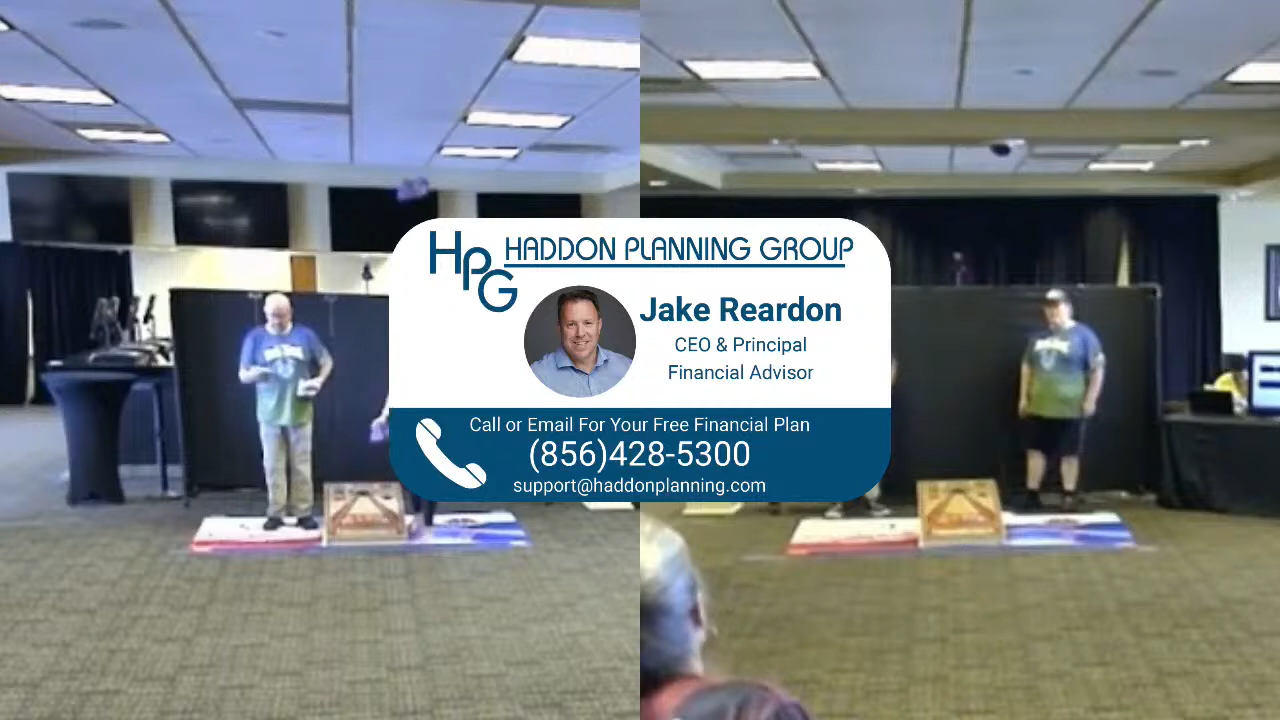 HPG
HADDON PLANNING GROUP
Jake Reardon
CEO & Principal
Financial Advisor
Call or Email For Your Free Financial Plan
(856)428-5300
support@haddonplanning.com